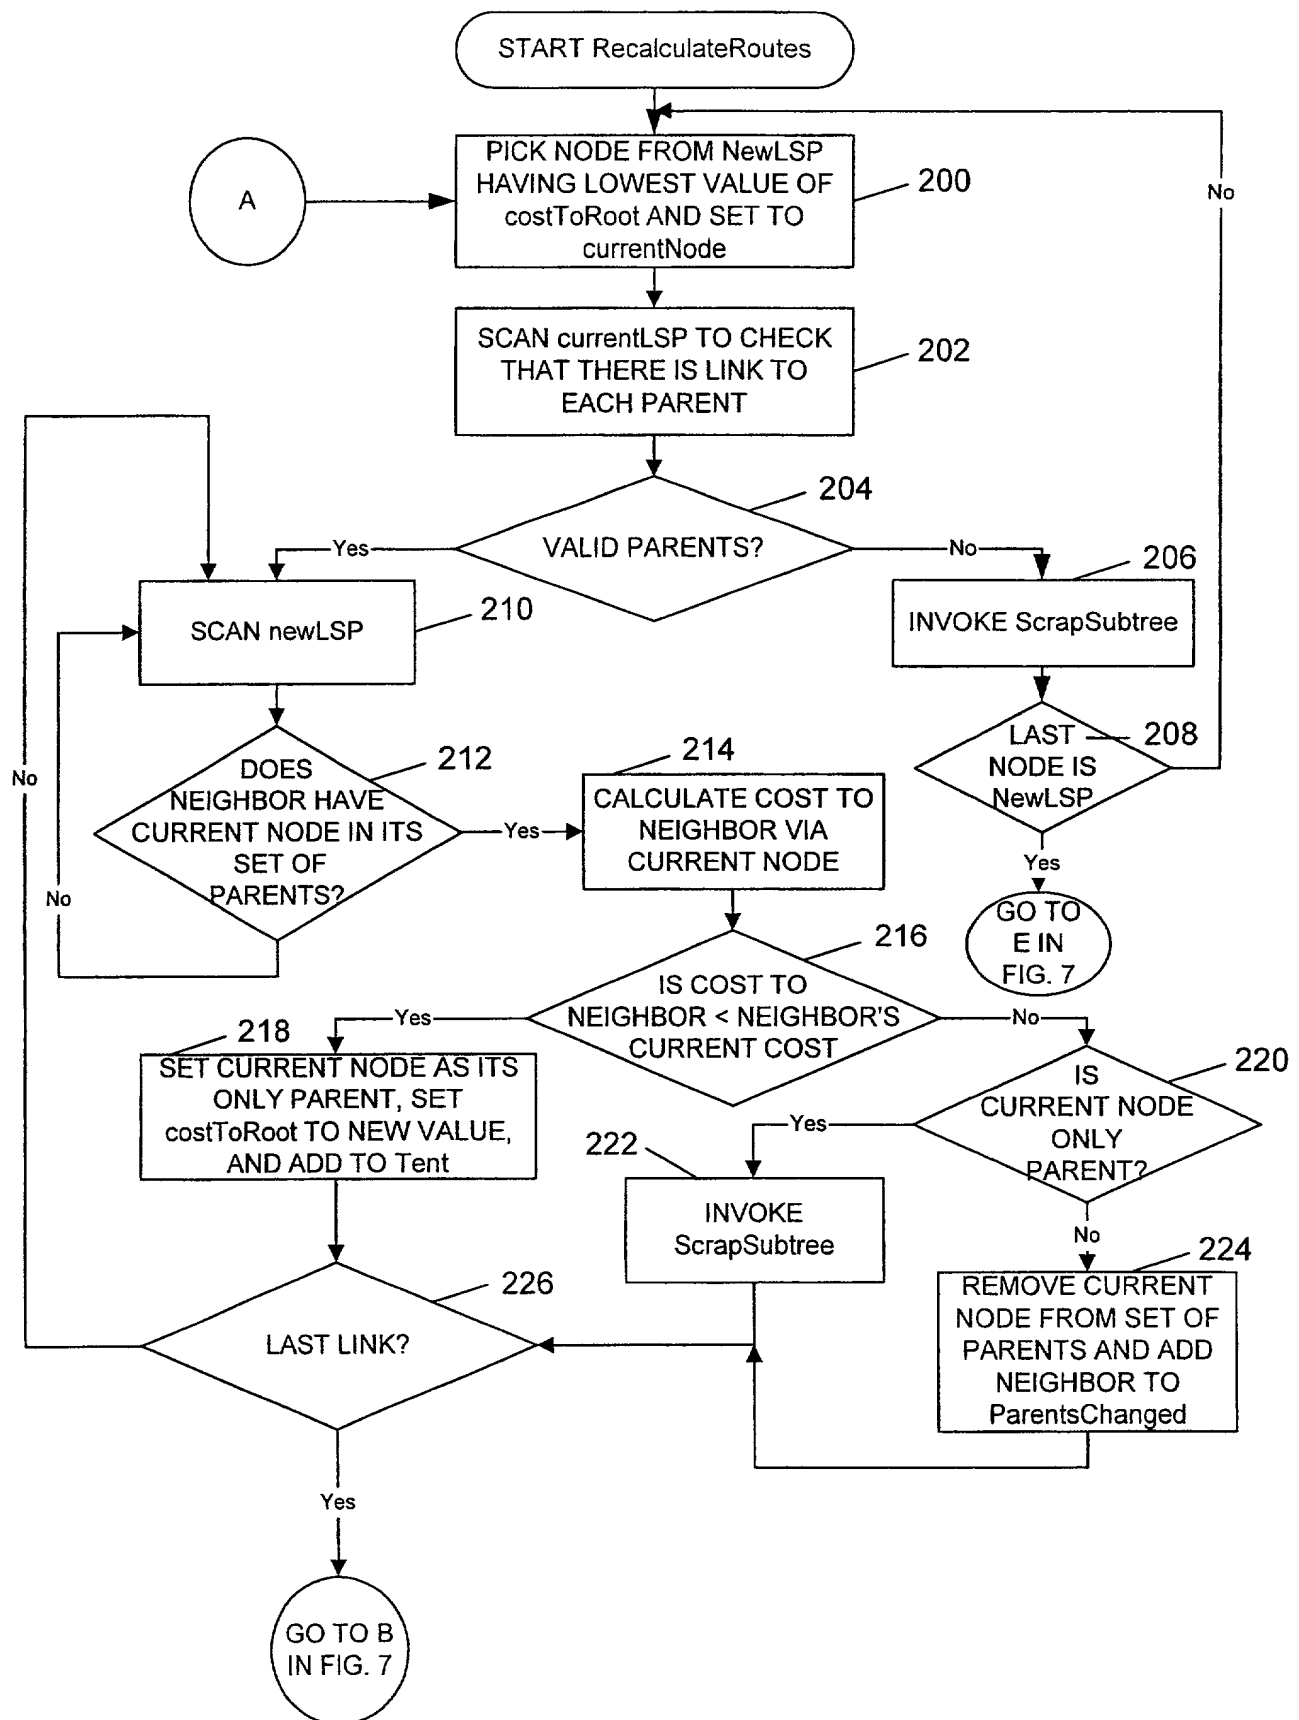 START RecalculateRoutes
PICK NODE FROM NewLSP
HAVING LOWEST VALUE OF
costToRoot AND SET TO
currentNode
200
A
No
SCAN currentLSP TO CHECK
THAT THERE IS LINK TO
EACH PARENT
202
VALID PARENTS?
204
Yes
No
SCAN newLSP
210
INVOKE ScrapSubtree
206
LAST
NODE IS
NewLSP
208
Yes
GO TO
E IN
FIG. 7
DOES
NEIGHBOR HAVE
CURRENT NODE IN ITS
SET OF
PARENTS?
212
No
No
Yes
CALCULATE COST TO
NEIGHBOR VIA
CURRENT NODE
214
IS COST TO
NEIGHBOR < NEIGHBOR'S
CURRENT COST
216
Yes
No
218
SET CURRENT NODE AS ITS
ONLY PARENT, SET
costToRoot TO NEW VALUE,
AND ADD TO Tent
IS
CURRENT NODE
ONLY
PARENT?
220
Yes
No
222
INVOKE
ScrapSubtree
224
REMOVE CURRENT
NODE FROM SET OF
PARENTS AND ADD
NEIGHBOR TO
ParentsChanged
LAST LINK?
226
Yes
GO TO B
IN FIG. 7